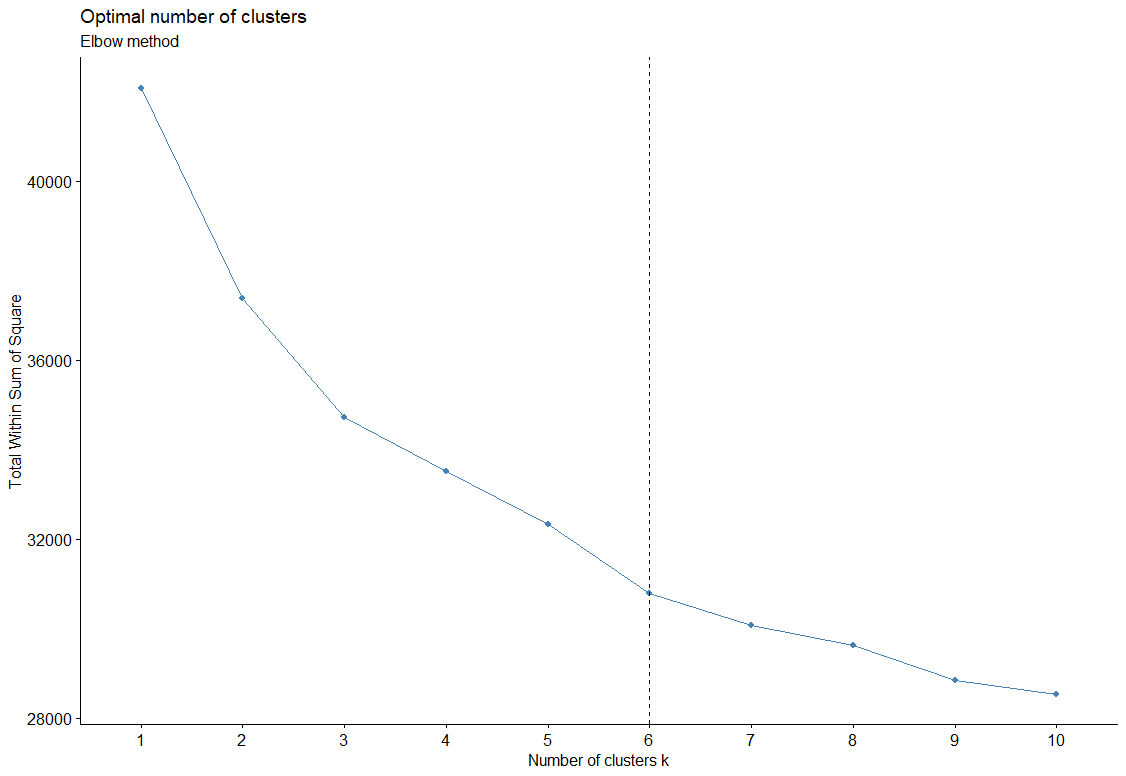 Optimal number of clusters
Elbow method
Total Within Sum of Square
40000
36000
32000
28000
1 2 3 4 5 6 7 8 9 10
Number of clusters k